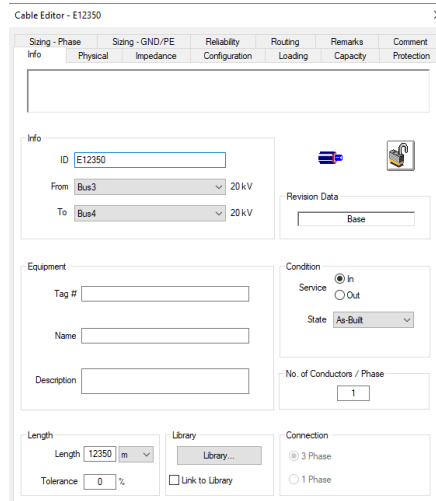 Cable Editor - E12350
Sizing - Phase Sizing - GND/PE Reliability Routing Remarks Comment
Info Physical Impedance Configuration Loading Capacity Protection
Info
ID E12350
From Bus3 20 kV
To Bus4 20 kV
Revision Data
Base
Equipment
Tag #
Name
Description
Condition
Service In
Out
State As-Built
No. of Conductors / Phase
1
Length
Length 12350 m
Tolerance 0 %
Library
Library...
Link to Library
Connection
3 Phase
1 Phase